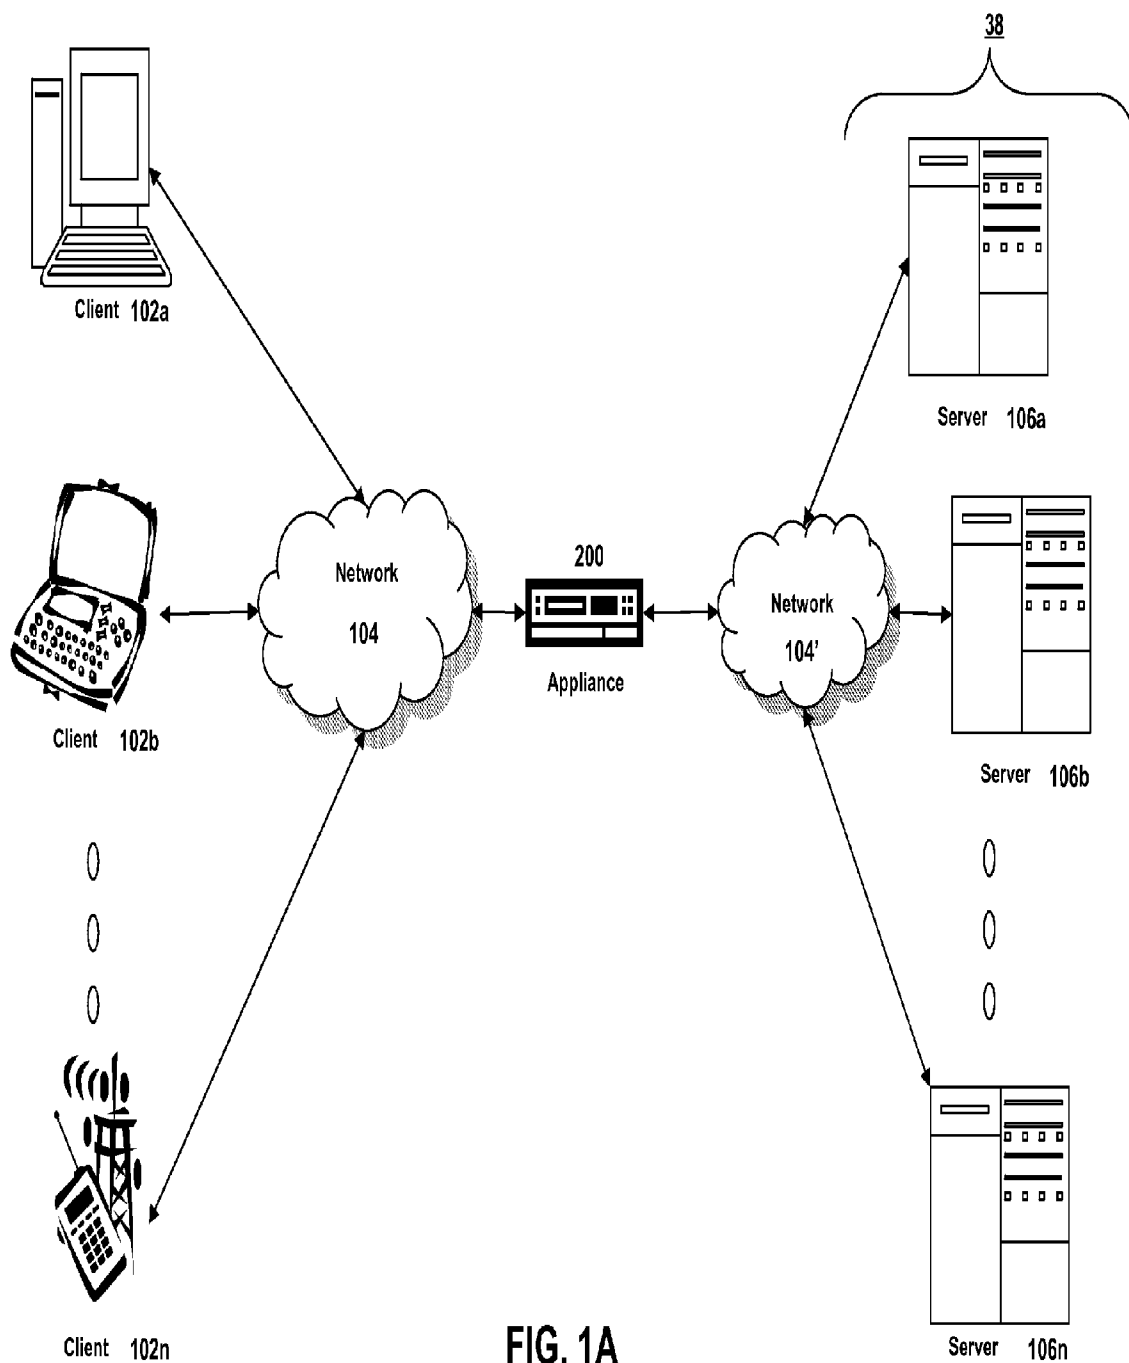 38
Client 102a
Server 106a
Network
104
200
Appliance
Network
104'
Client 102b
Server 106b
Client 102n
Server 106n
FIG. 1A